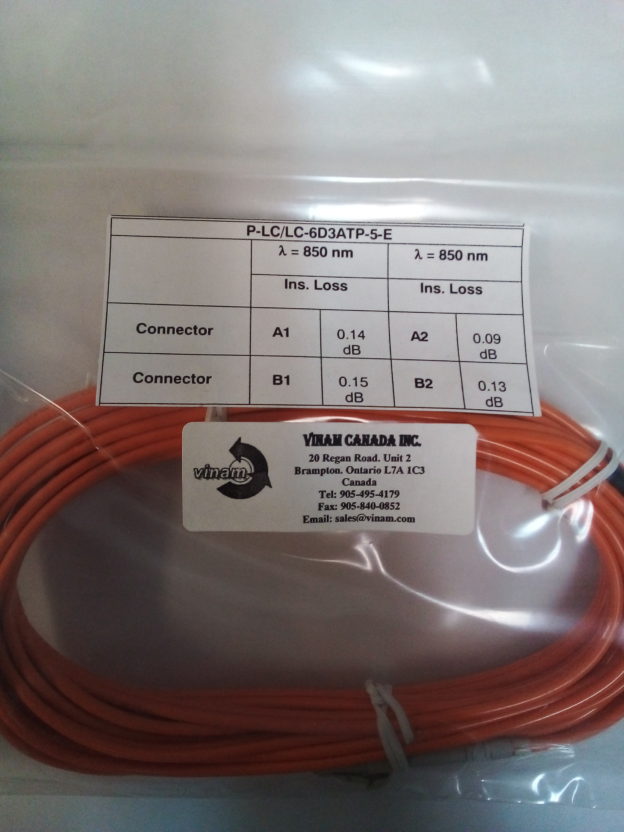 P-LC/LC-6D3ATP-5-E
λ = 850 nm λ = 850 nm
Ins. Loss Ins. Loss
Connector A1 0.14 dB A2 0.09 dB
Connector B1 0.15 dB B2 0.13 dB
vinam
VINAM CANADA INC.
20 Regan Road. Unit 2
Brampton. Ontario L7A 1C3
Canada
Tel: 905-495-4179
Fax: 905-840-0852
Email: sales@vinam.com